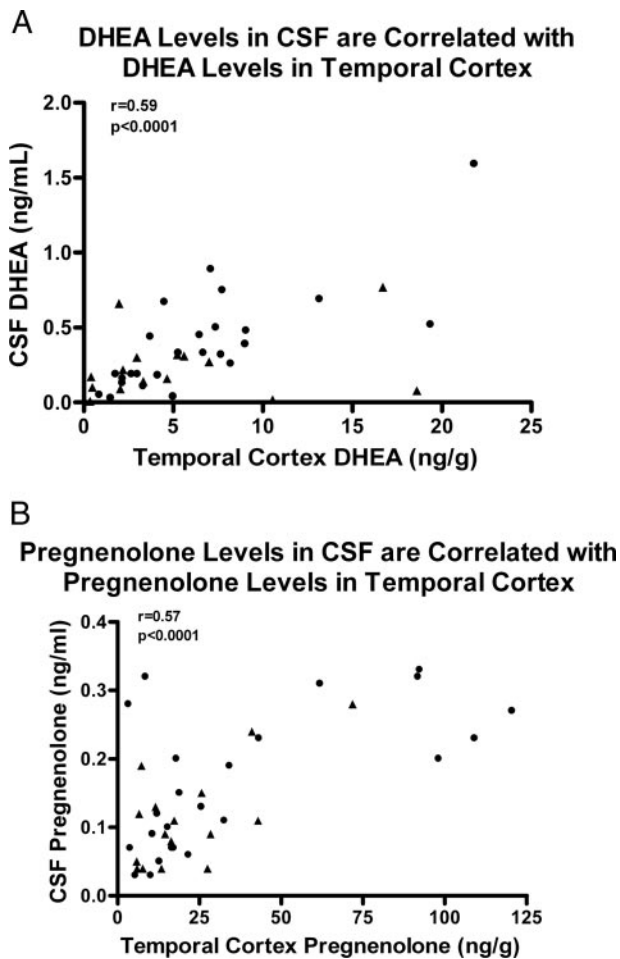 A
DHEA Levels in CSF are Correlated with
DHEA Levels in Temporal Cortex
r=0.59
p<0.0001
CSF DHEA (ng/mL)
2.0
1.5
1.0
0.5
0.0
0 5 10 15 20 25
Temporal Cortex DHEA (ng/g)
B
Pregnenolone Levels in CSF are Correlated with
Pregnenolone Levels in Temporal Cortex
r=0.57
p<0.0001
CSF Pregnenolone (ng/ml)
0.4
0.3
0.2
0.1
0.0
0 25 50 75 100 125
Temporal Cortex Pregnenolone (ng/g)